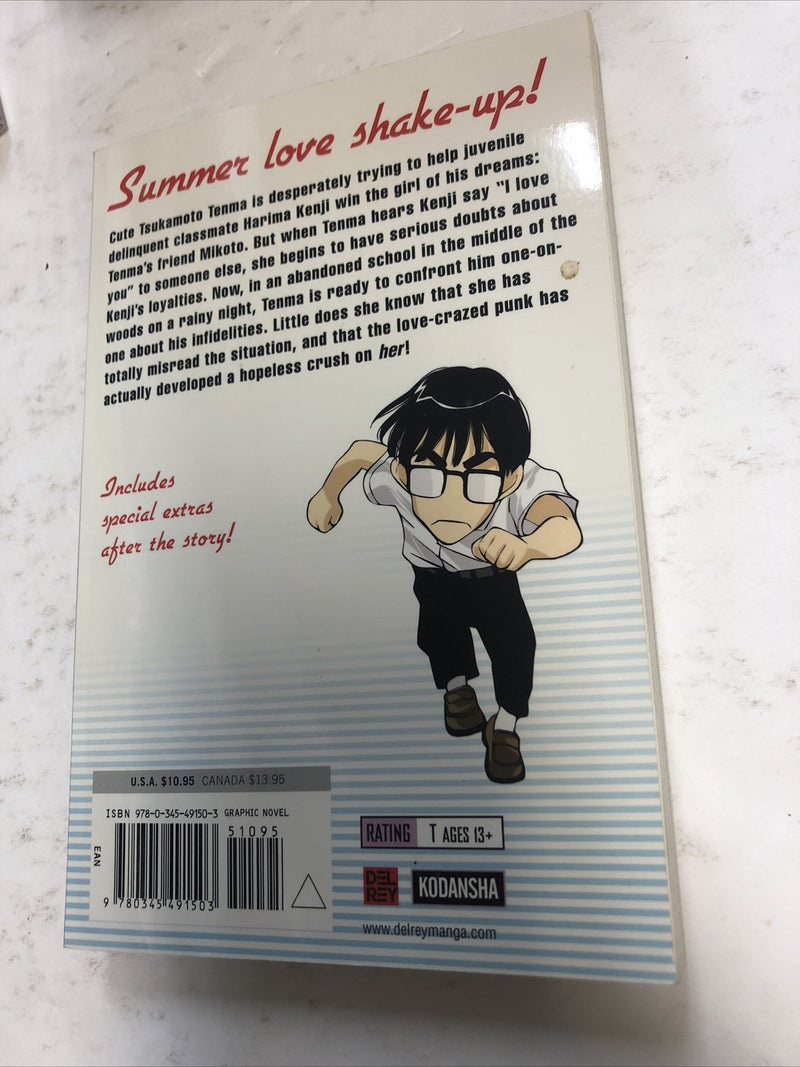 Summer love shake-up!
Cute Tsukamoto Tenma is desperately trying to help juvenile
delinquent classmate Harima Kenji win the girl of his dreams:
Tenma's friend Mikoto. But when Tenma hears Kenji say "I love
you" to someone else, she begins to have serious doubts about
Kenji's loyalties. Now, in an abandoned school in the middle of the
woods on a rainy night, Tenma is ready to confront him one-on-
one about his infidelities. Little does she know that she has
totally misread the situation, and that the love-crazed punk has
actually developed a hopeless crush on her!
Includes
special extras
after the story!
U.S.A. $10.95 CANADA $13.95
ISBN 978-0-345-49150-3 GRAPHIC NOVEL
51095
EAN
9 780345 491503
RATING T AGES 13+
DEL
REY
KODANSHA
www.delreymanga.com